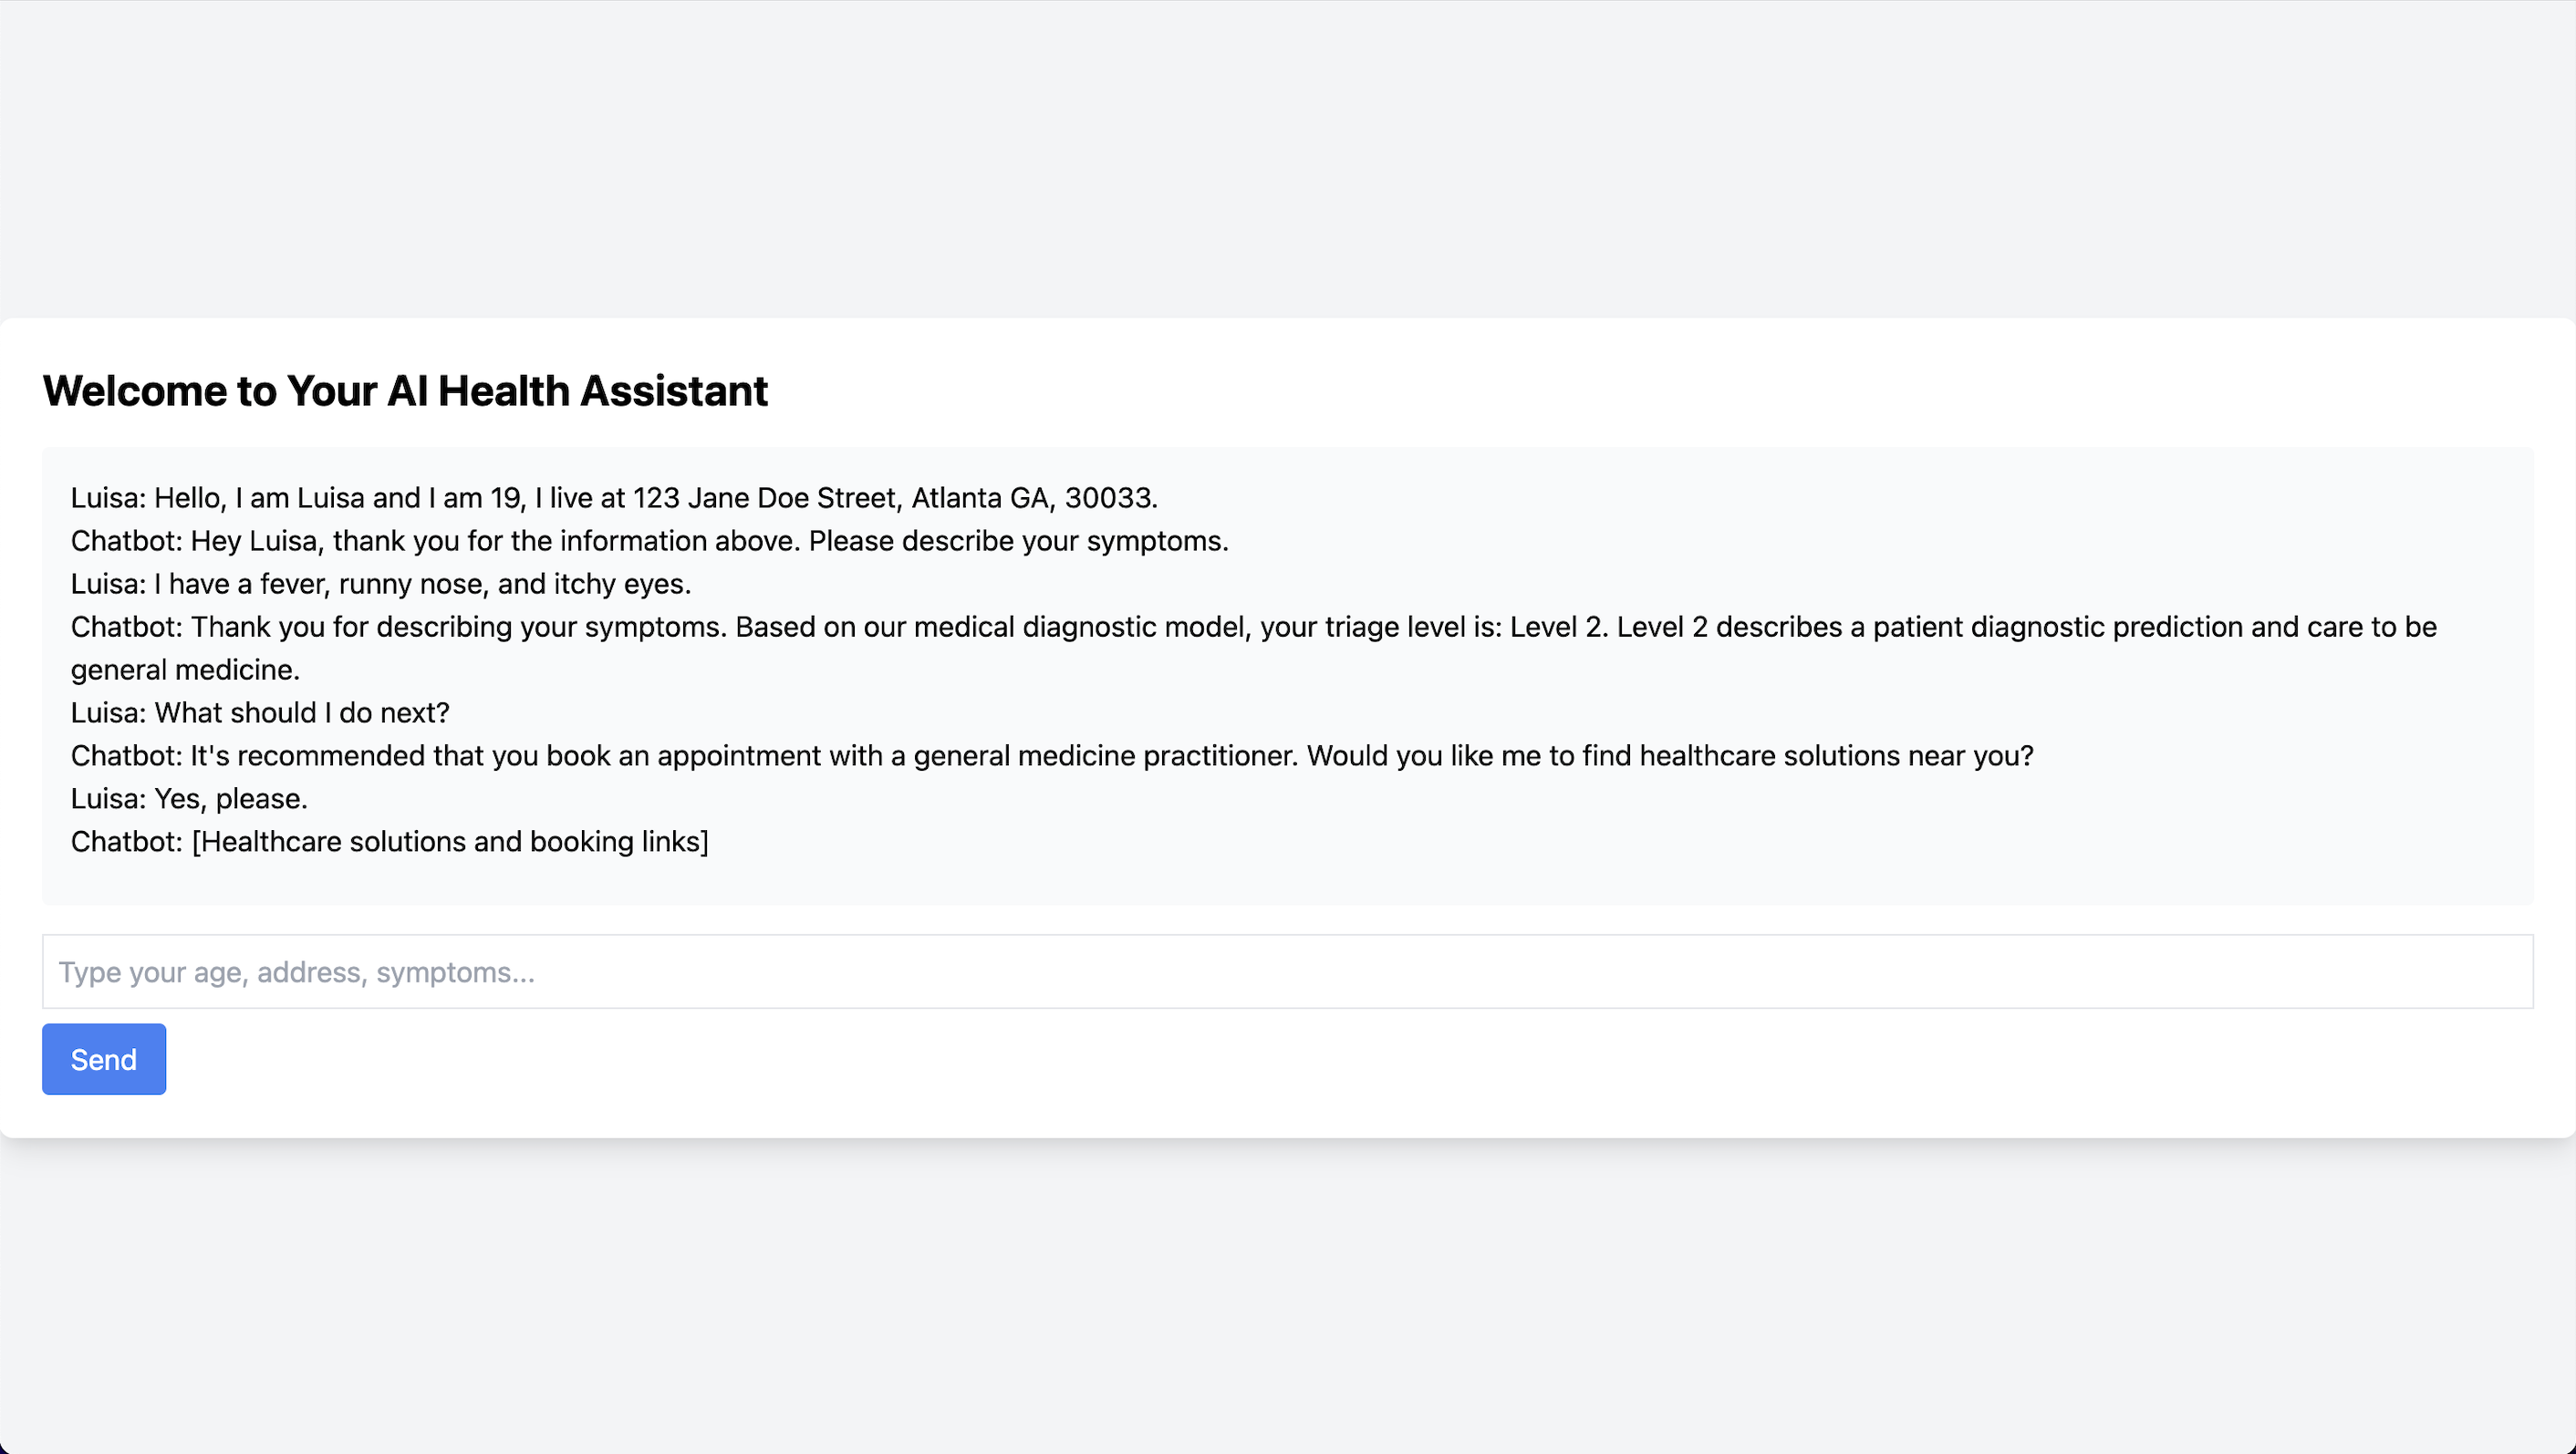 Welcome to Your AI Health Assistant
Luisa: Hello, I am Luisa and I am 19, I live at 123 Jane Doe Street, Atlanta GA, 30033.
Chatbot: Hey Luisa, thank you for the information above. Please describe your symptoms.
Luisa: I have a fever, runny nose, and itchy eyes.
Chatbot: Thank you for describing your symptoms. Based on our medical diagnostic model, your triage level is: Level 2. Level 2 describes a patient diagnostic prediction and care to be
general medicine.
Luisa: What should I do next?
Chatbot: It's recommended that you book an appointment with a general medicine practitioner. Would you like me to find healthcare solutions near you?
Luisa: Yes, please.
Chatbot: [Healthcare solutions and booking links]
Type your age, address, symptoms...
Send